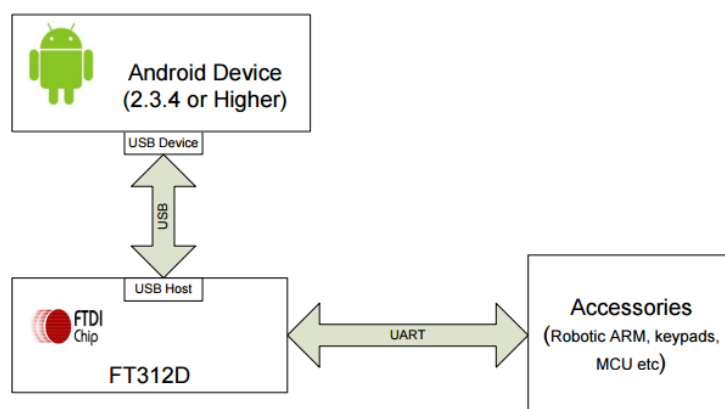 Android Device
(2.3.4 or Higher)
USB Device
USB
USB Host
FTDI
Chip
FT312D
UART
Accessories
(Robotic ARM, keypads,
MCU etc)